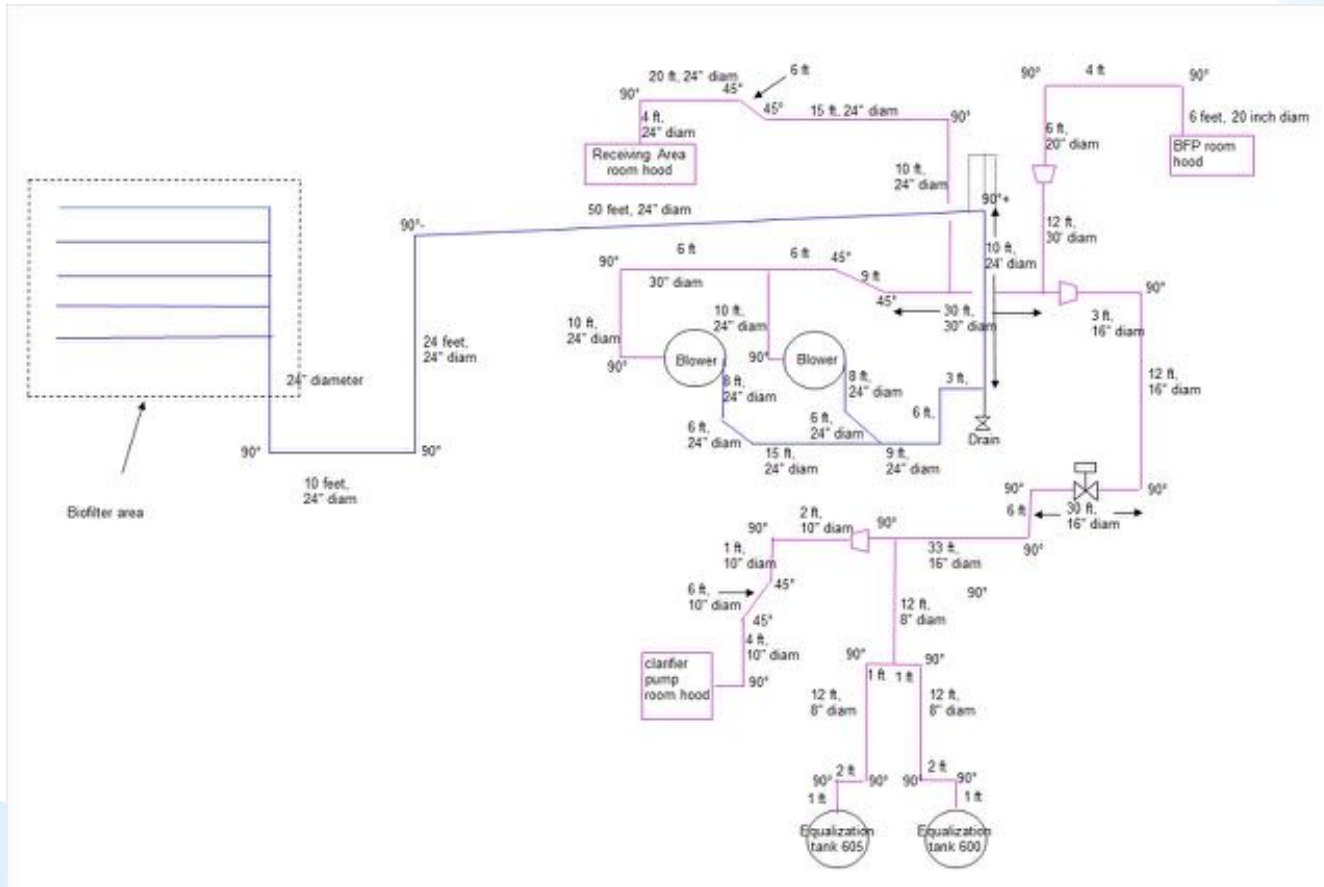 20 ft, 24" diam
6 ft
90°
45°
45°
15 ft, 24" diam
90°
4 ft,
24" diam
Receiving Area
room hood
10 ft,
24" diam
90°
4 ft
90°
6 feet, 20 inch diam
6 ft,
20" diam
BFP room
hood
12 ft,
30' diam
50 feet, 24" diam
90°-
90°+
10 ft,
24' diam
90°
6 ft
6 ft
45°
30" diam
9 ft
45°
30 ft,
30" diam
90°
3 ft,
16" diam
10 ft,
24" diam
10 ft,
24" diam
90°
Blower
90°
Blower
8 ft,
24" diam
8 ft,
24" diam
3 ft,
6 ft,
Drain
6 ft,
24" diam
6 ft,
24" diam
15 ft,
24" diam
9 ft,
24" diam
12 ft,
16" diam
24 feet,
24" diam
24" diameter
90°
90°
10 feet,
24" diam
Biofilter area
90°
90°
6 ft
30 ft,
16" diam
90°
2 ft,
10" diam
90°
90°
33 ft,
16" diam
1 ft,
10" diam
45°
6 ft,
10" diam
45°
90°
12 ft,
8" diam
4 ft,
10" diam
clarifier
pump
room hood
90°
90°
90°
1 ft
1 ft
12 ft,
8" diam
12 ft,
8" diam
90°
2 ft
90°
90°
2 ft
90°
1 ft
1 ft
Equalization
tank 605
Equalization
tank 600